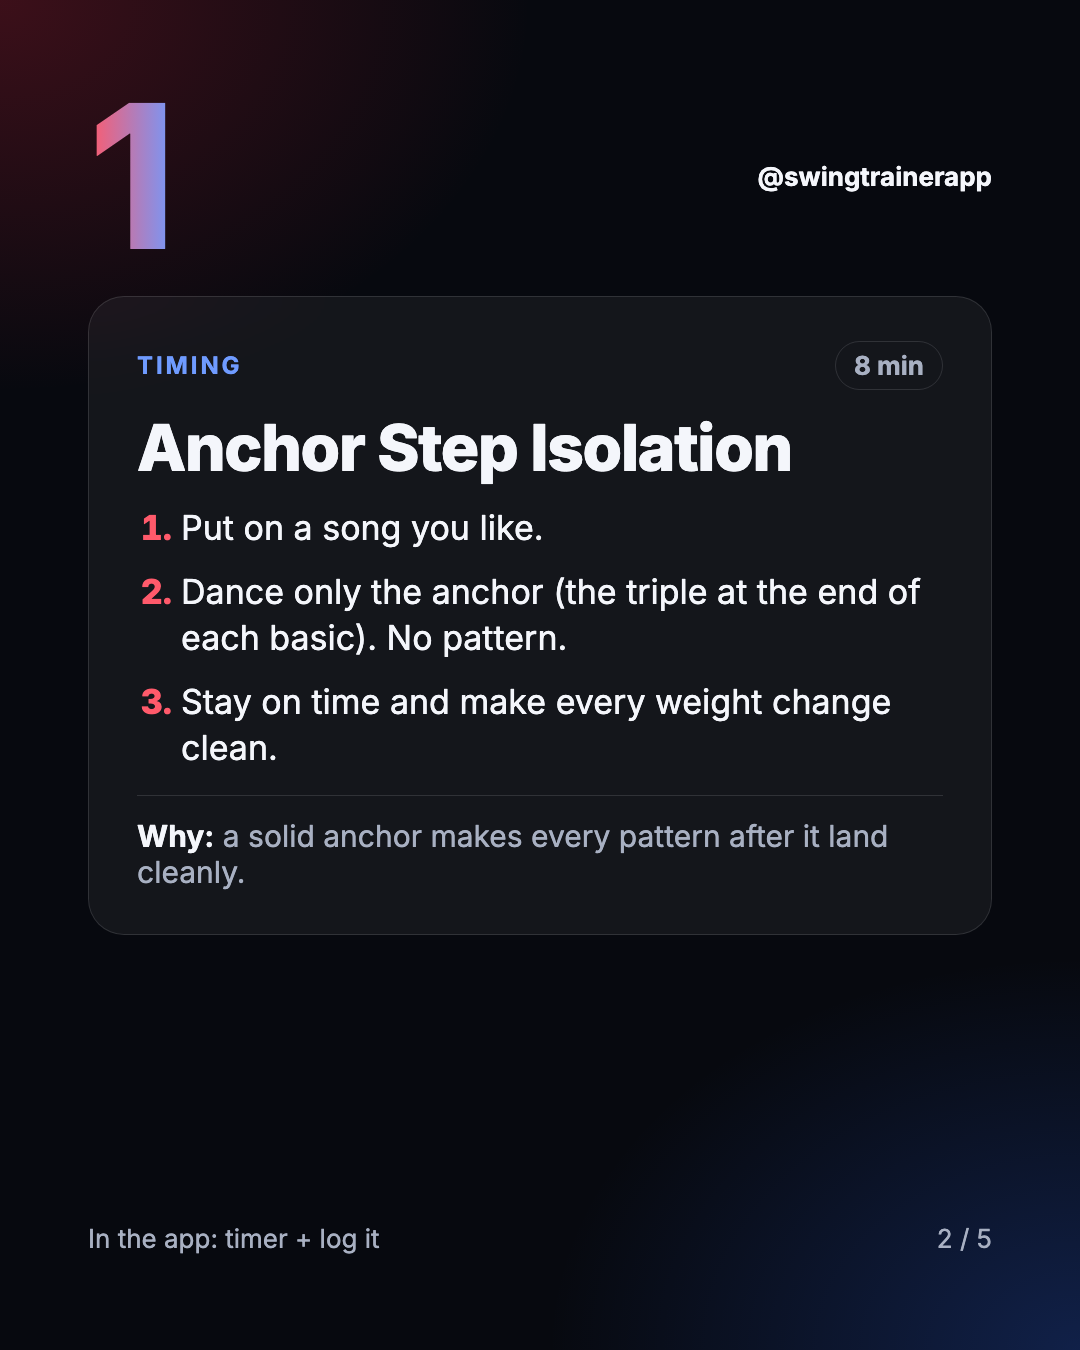 1
@swingtrainerapp
TIMING
8 min
Anchor Step Isolation
1. Put on a song you like.
2. Dance only the anchor (the triple at the end of
each basic). No pattern.
3. Stay on time and make every weight change
clean.
Why: a solid anchor makes every pattern after it land
cleanly.
In the app: timer + log it
2 / 5